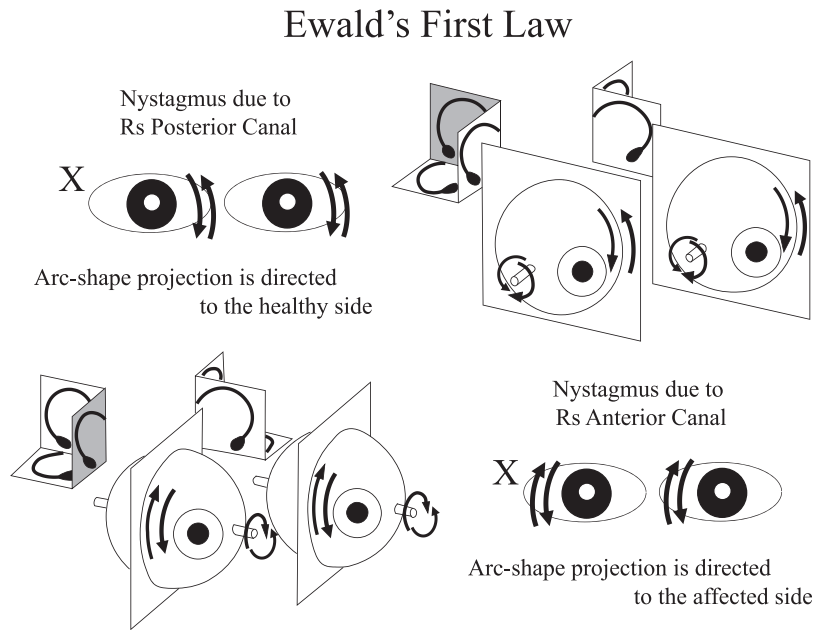 Ewald's First Law
Nystagmus due to
Rs Posterior Canal
X
Arc-shape projection is directed
to the healthy side
Nystagmus due to
Rs Anterior Canal
X
Arc-shape projection is directed
to the affected side